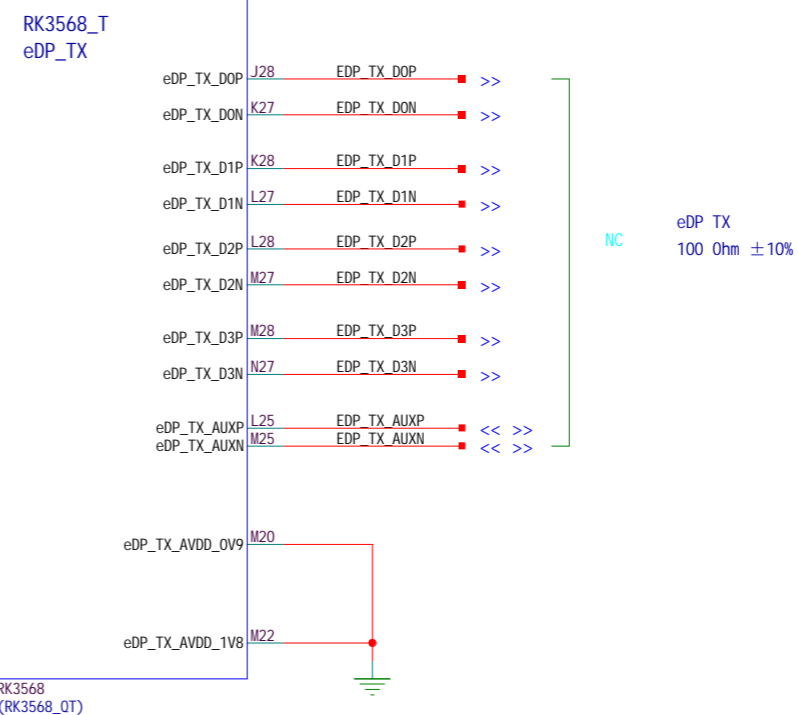 RK3568_T
eDP_TX
eDP_TX_D0P J28 EDP_TX_D0P >>
eDP_TX_D0N K27 EDP_TX_D0N >>
eDP_TX_D1P K28 EDP_TX_D1P >>
eDP_TX_D1N L27 EDP_TX_D1N >>
eDP_TX_D2P L28 EDP_TX_D2P >>
eDP_TX_D2N M27 EDP_TX_D2N >>
eDP_TX_D3P M28 EDP_TX_D3P >>
eDP_TX_D3N N27 EDP_TX_D3N >>
eDP_TX_AUXP L25 EDP_TX_AUXP << >>
eDP_TX_AUXN M25 EDP_TX_AUXN << >>
NC
eDP TX
100 Ohm ±10%
eDP_TX_AVDD_0V9 M20
eDP_TX_AVDD_1V8 M22
RK3568
(RK3568_QT)